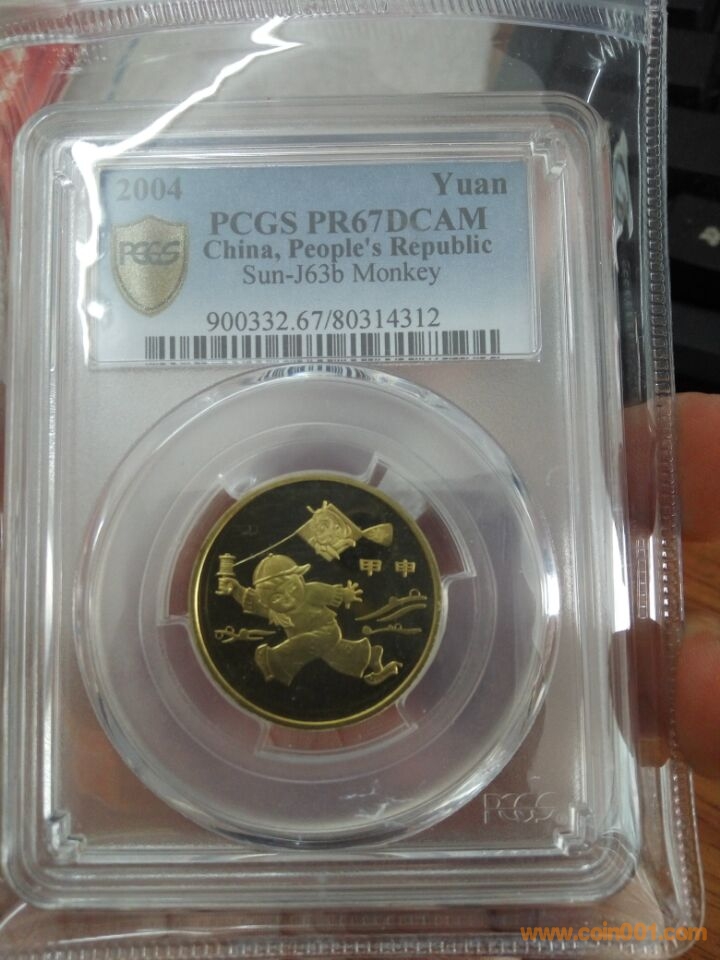 2004 Yuan
PCGS PR67DCAM
PCGS China, People's Republic
Sun-J63b Monkey
900332.67/80314312
甲申
PCGS
www.coin001.com